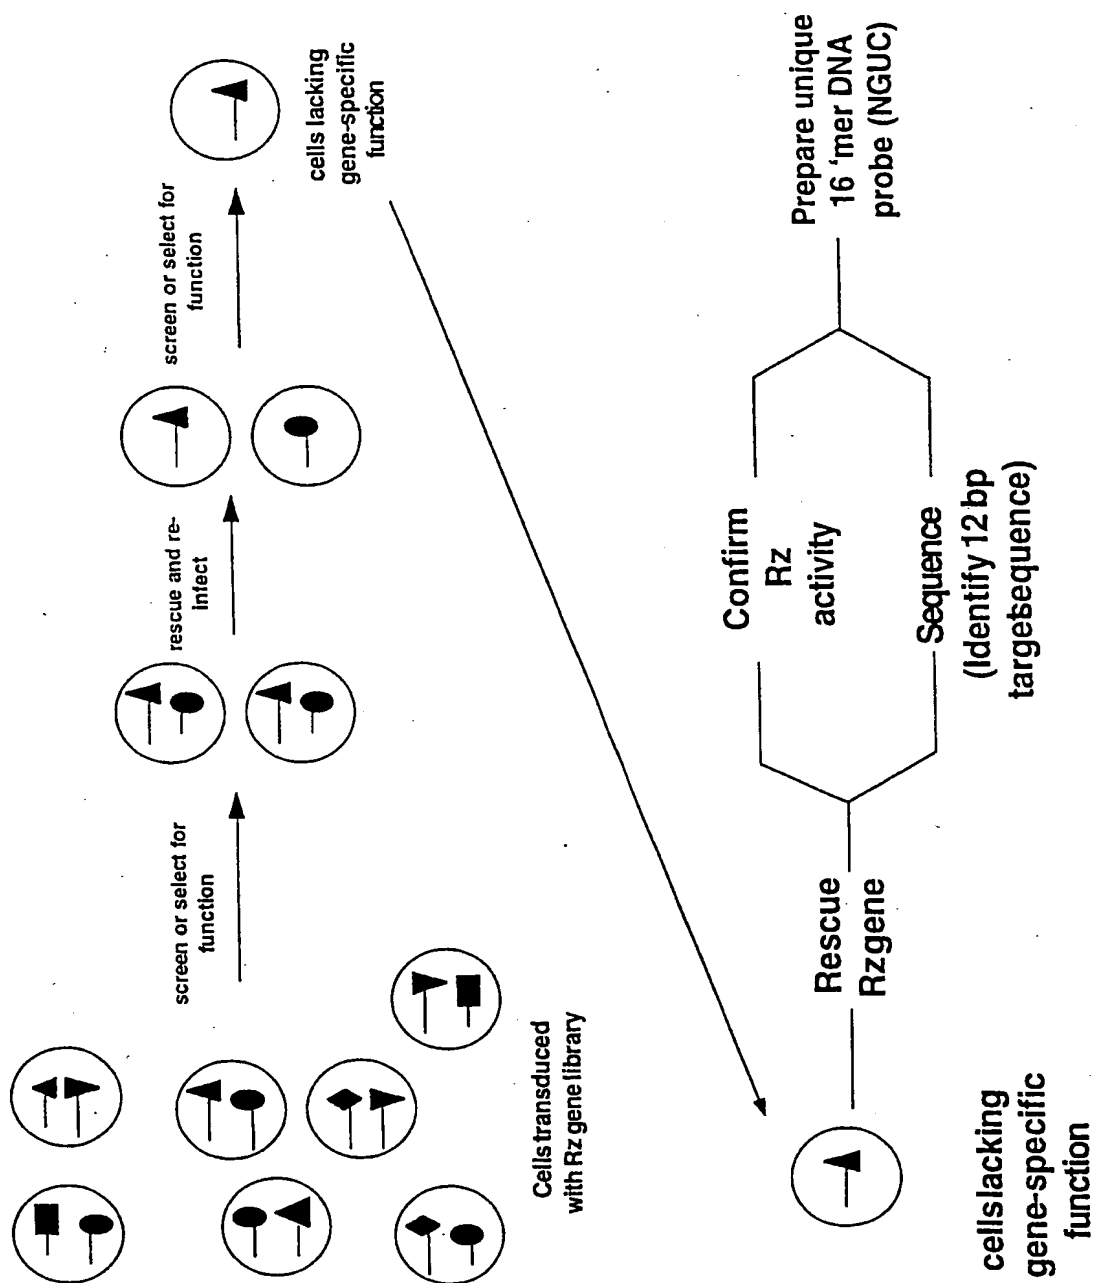 Cells transduced
with Rz gene library
screen or select for
function
rescue and re-
Infect
screen or select for
function
cells lacking
gene-specific
function
cellslacking
gene-specific
function
Rescue
Rzgene
Confirm
Rz
activity
Sequence
(Identify 12 bp
targetsequence)
Prepare unique
16 'mer DNA
probe (NGUC)